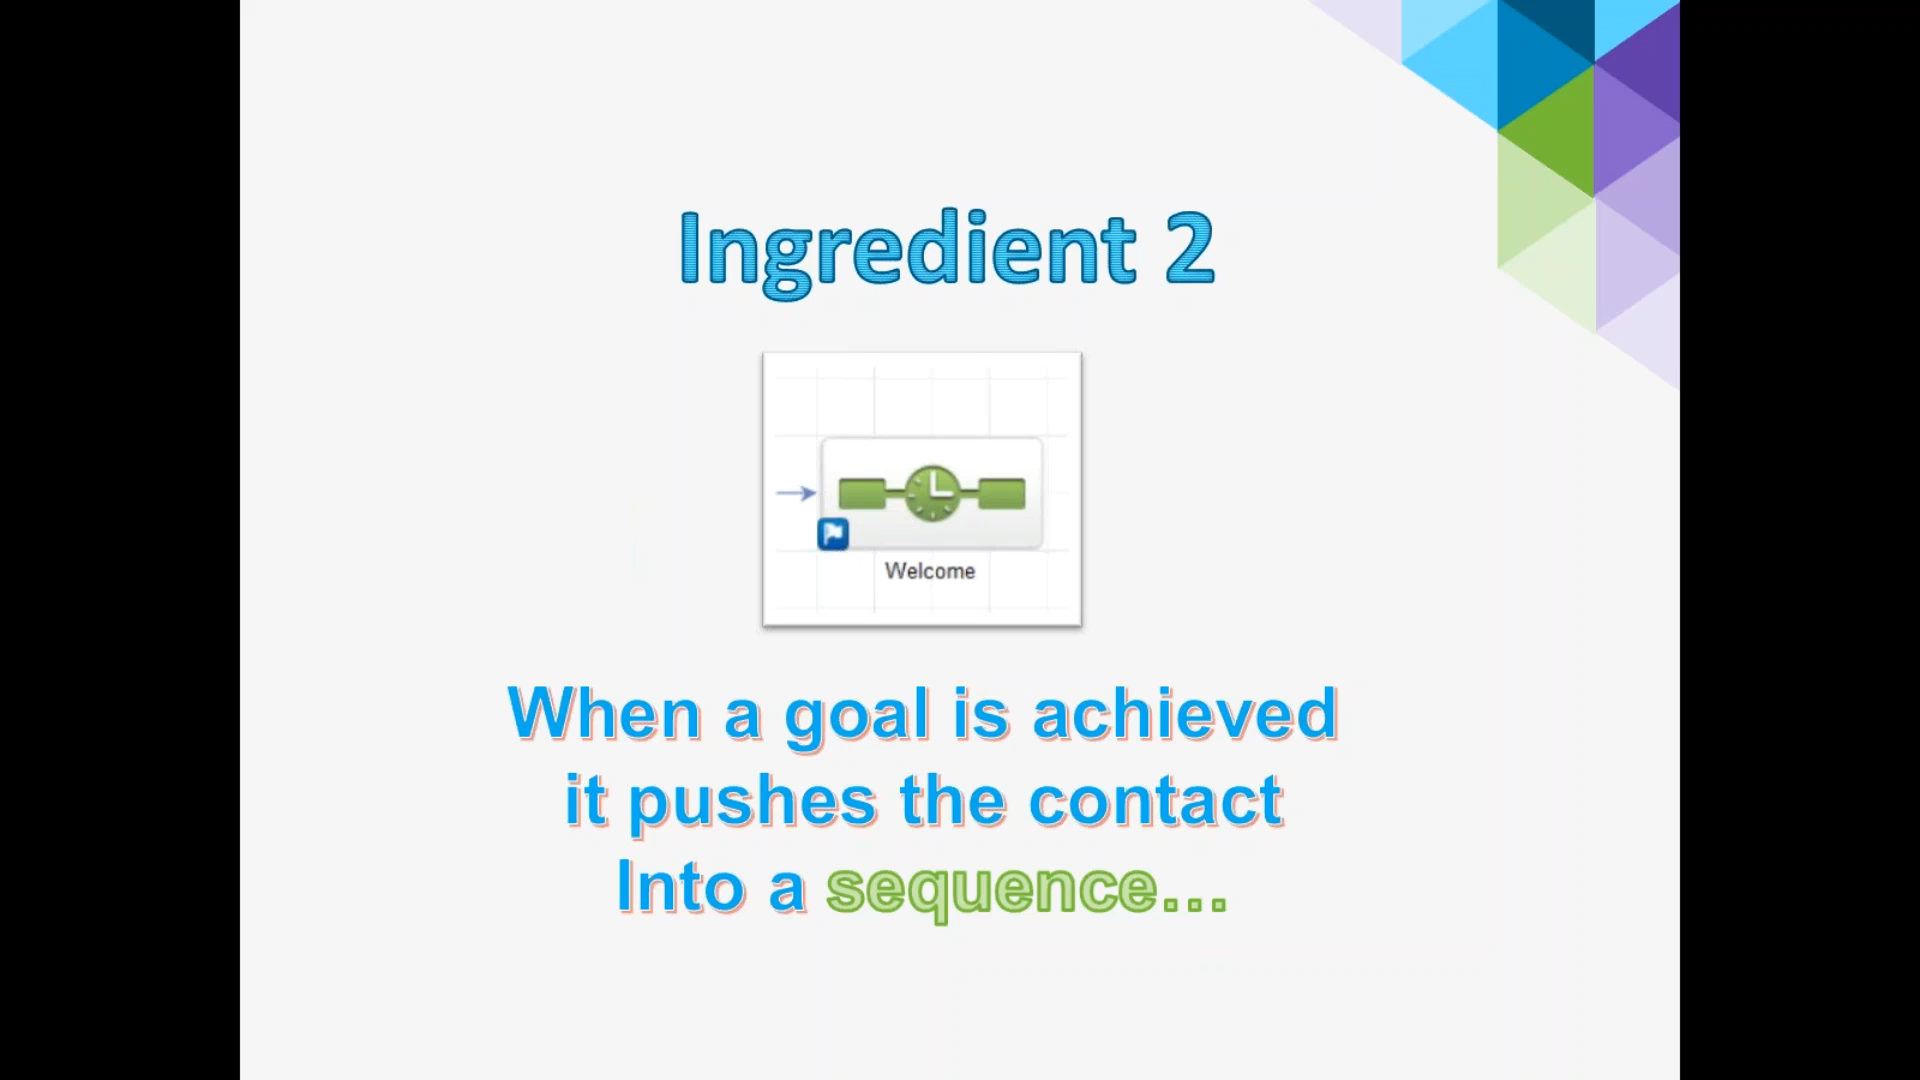 Ingredient 2
Welcome
When a goal is achieved
it pushes the contact
Into a sequence...